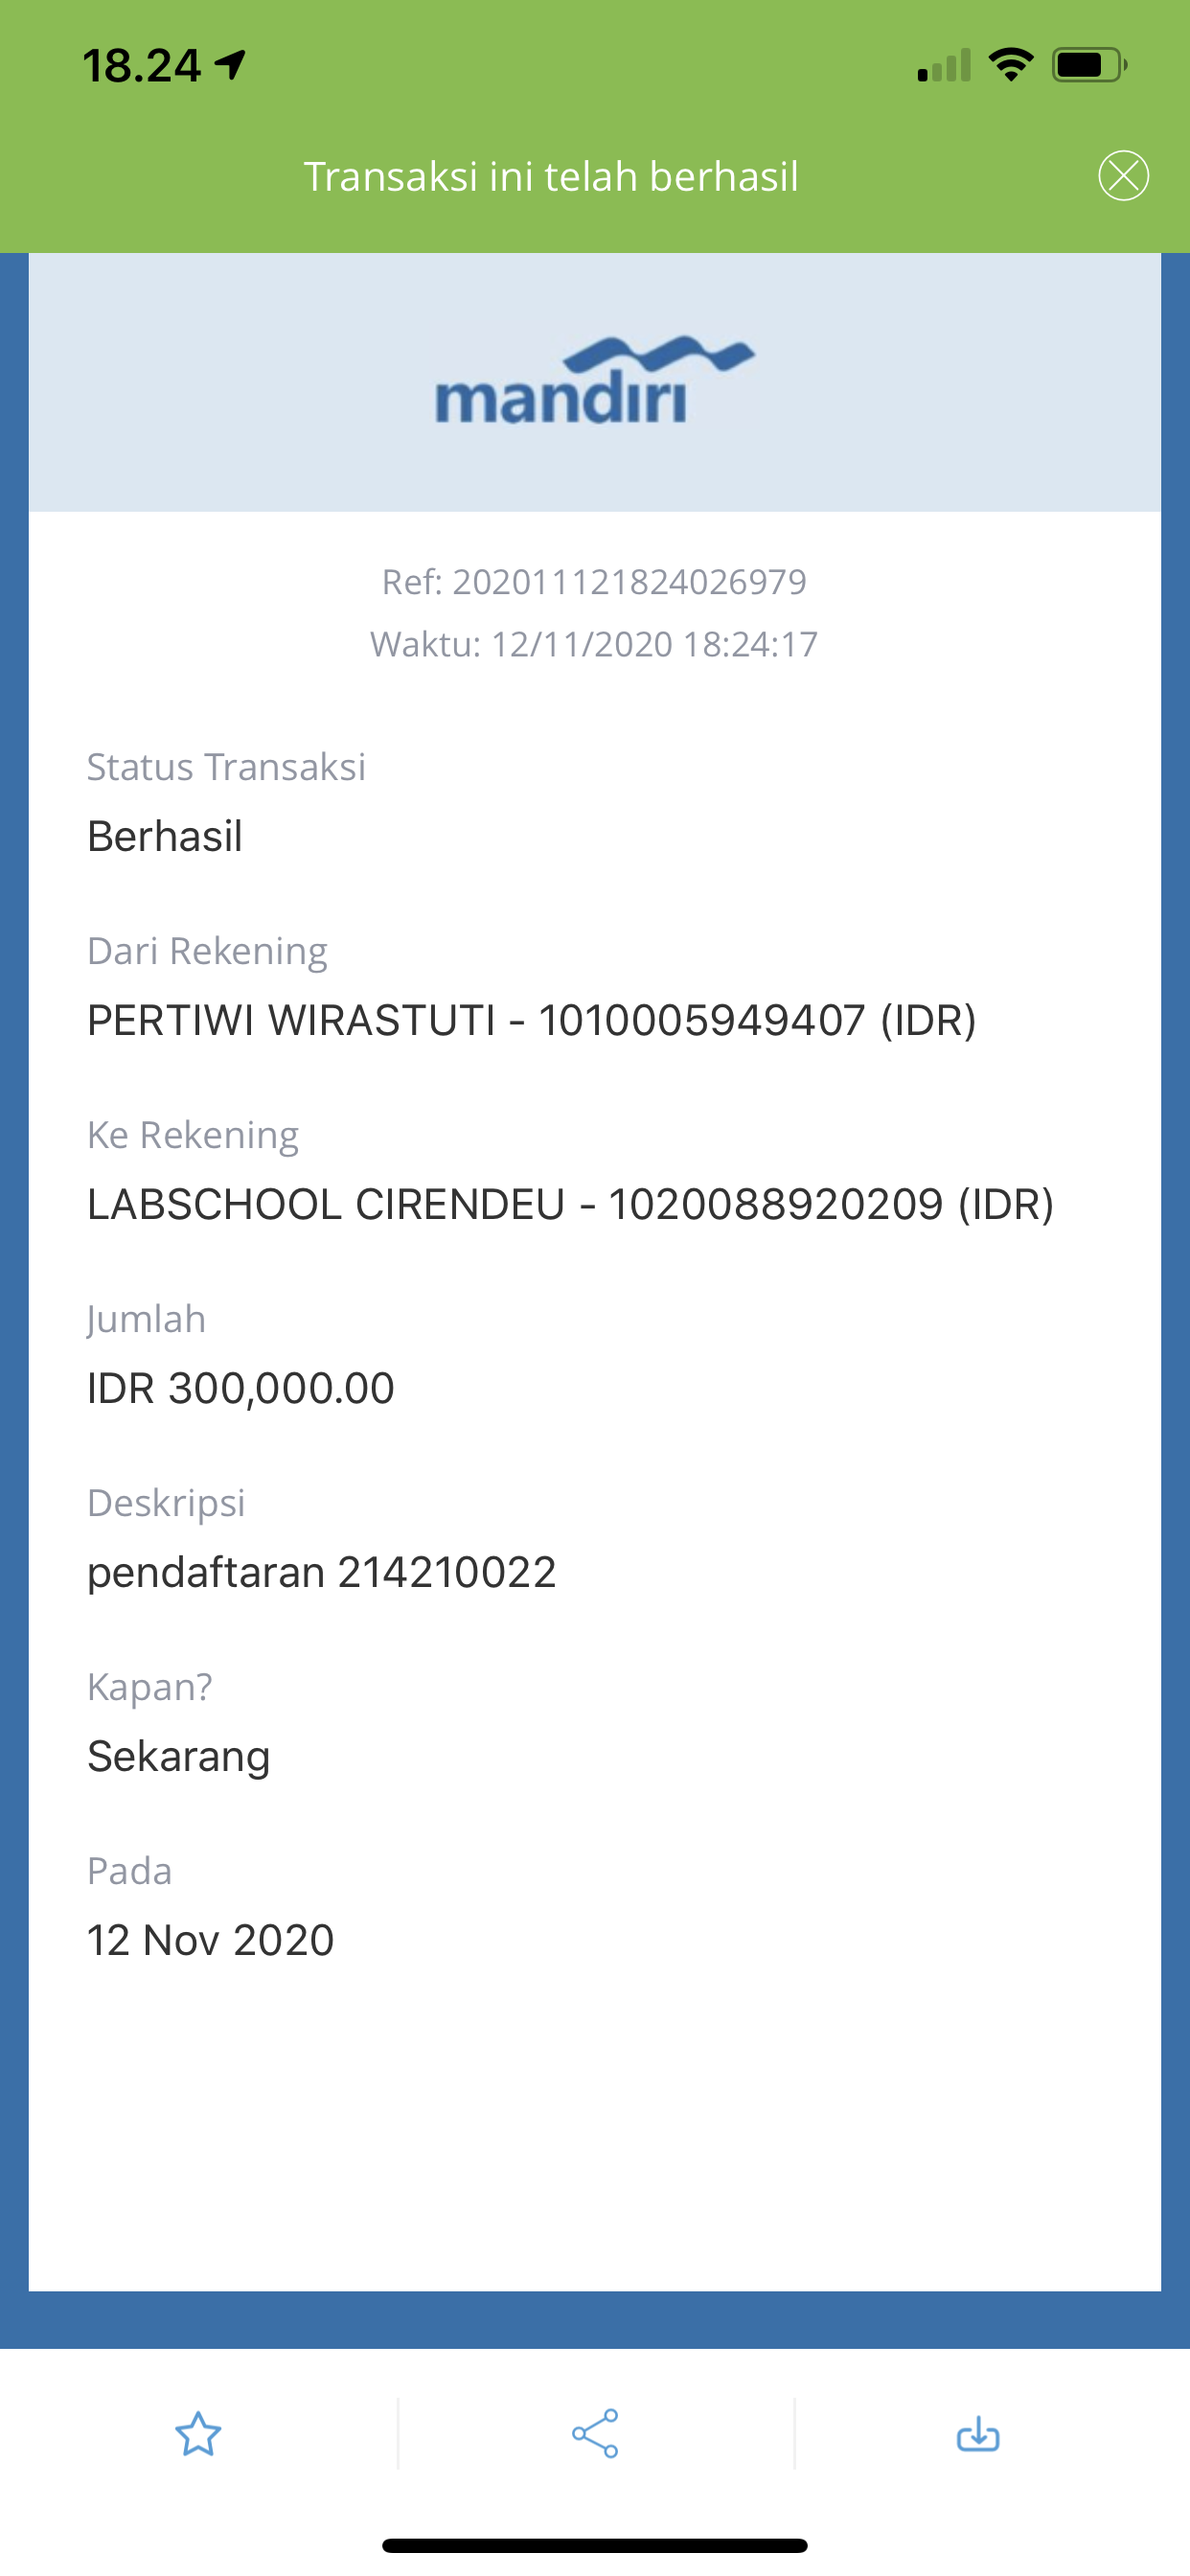 18.24
Transaksi ini telah berhasil
mandiri
Ref: 202011121824026979
Waktu: 12/11/2020 18:24:17
Status Transaksi
Berhasil
Dari Rekening
PERTIWI WIRASTUTI - 1010005949407 (IDR)
Ke Rekening
LABSCHOOL CIRENDEU - 1020088920209 (IDR)
Jumlah
IDR 300,000.00
Deskripsi
pendaftaran 214210022
Kapan?
Sekarang
Pada
12 Nov 2020